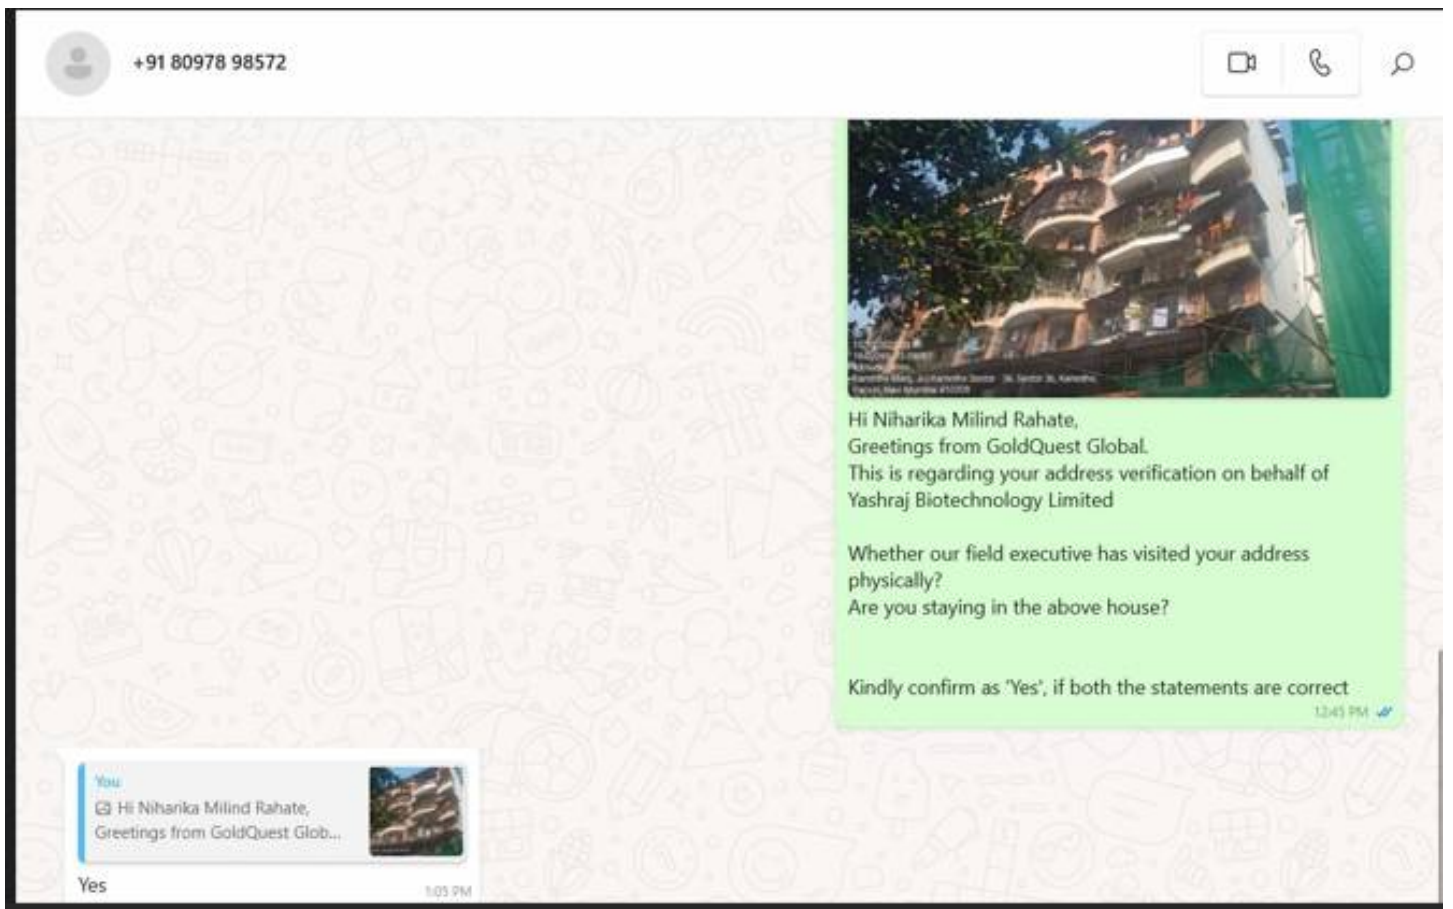 +91 80978 98572
Hi Niharika Milind Rahate,
Greetings from GoldQuest Global.
This is regarding your address verification on behalf of
Yashraj Biotechnology Limited
Whether our field executive has visited your address
physically?
Are you staying in the above house?
Kindly confirm as 'Yes', if both the statements are correct
12:45 PM
You
Hi Niharika Milind Rahate,
Greetings from GoldQuest Glob...
Yes
1:05 PM